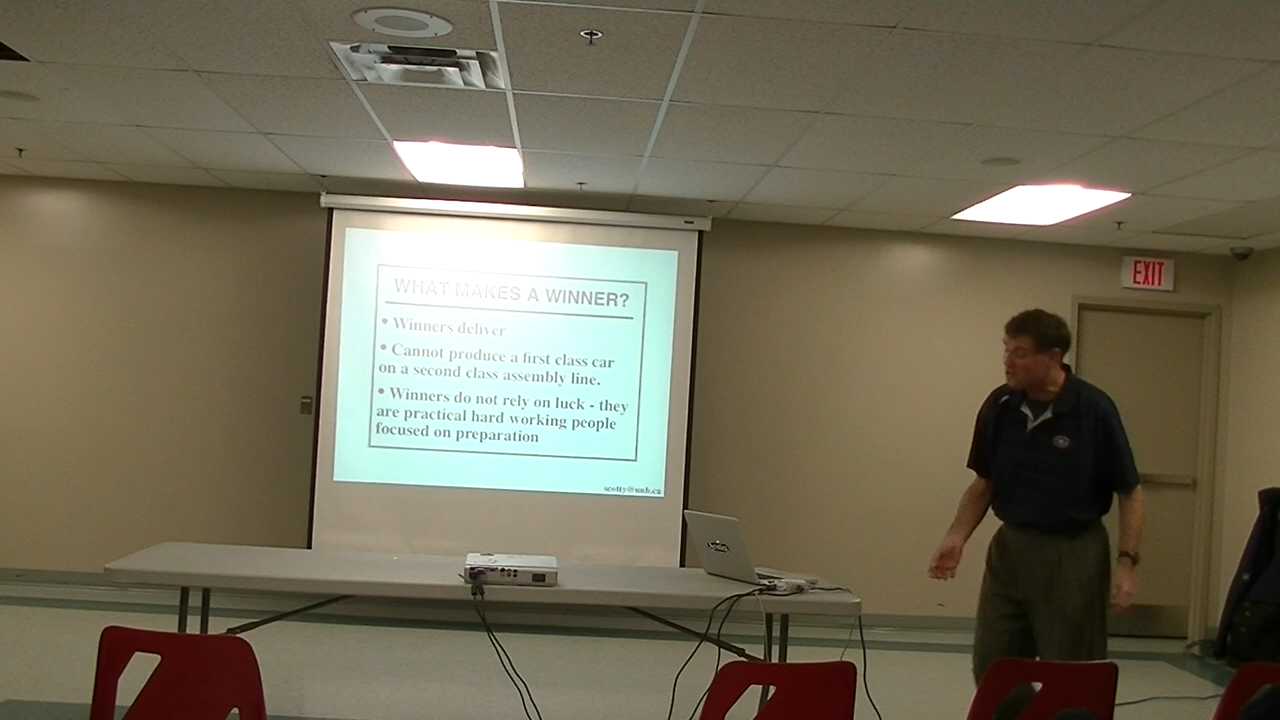 WHAT MAKES A WINNER?
• Winners deliver
• Cannot produce a first class car
on a second class assembly line.
• Winners do not rely on luck - they
are practical hard working people
focused on preparation
scotty@unb.ca
EXIT